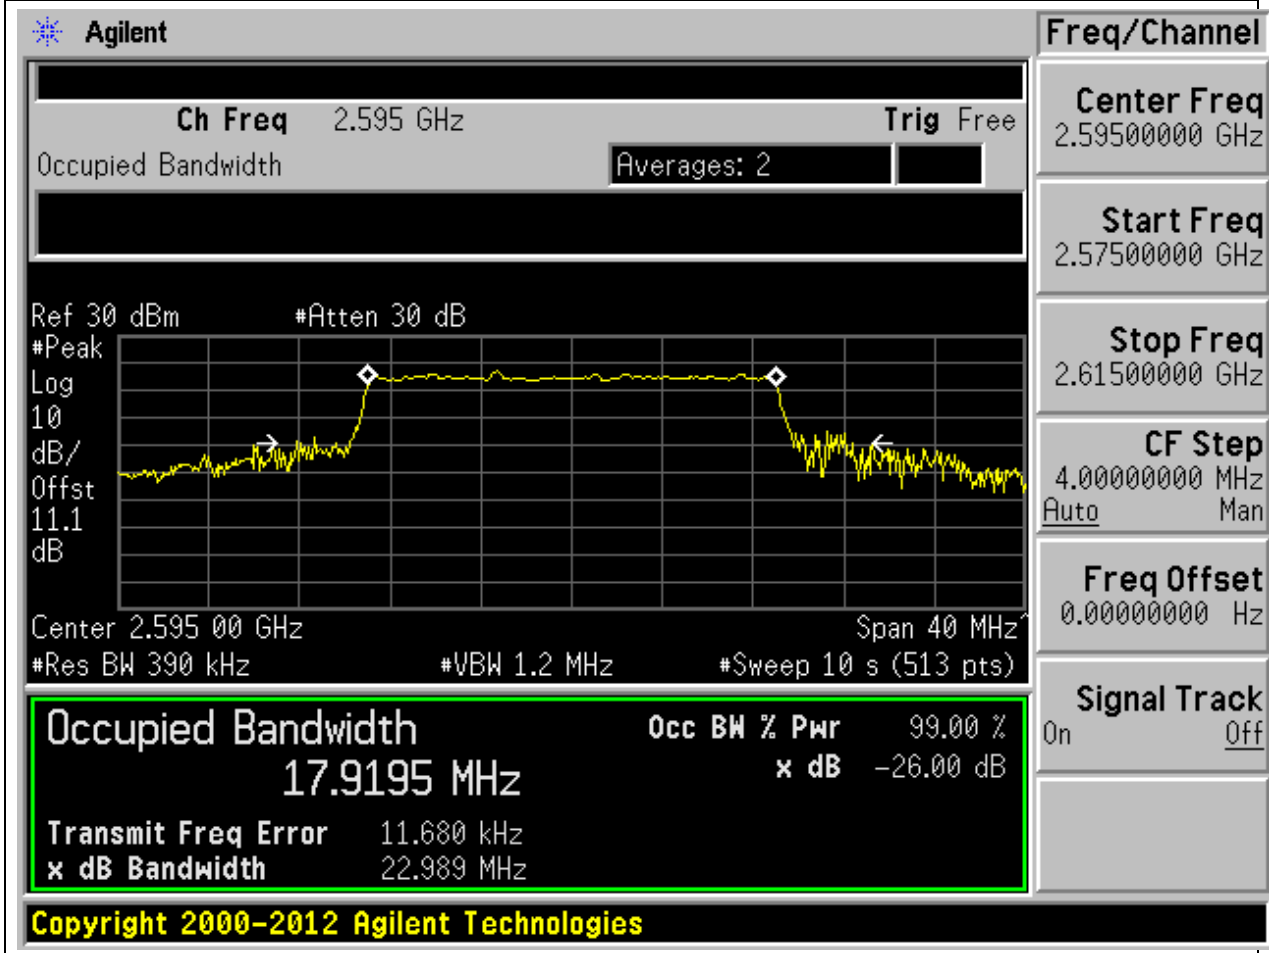 Agilent
Freq/Channel
Ch Freq 2.595 GHz Trig Free
Occupied Bandwidth Averages: 2
Center Freq
2.59500000 GHz
Start Freq
2.57500000 GHz
Stop Freq
2.61500000 GHz
CF Step
4.00000000 MHz
Auto Man
Freq Offset
0.00000000 Hz
Signal Track
On Off
Ref 30 dBm #Atten 30 dB
#Peak
Log
10
dB/
Offst
11.1
dB
Center 2.595 00 GHz Span 40 MHz^
#Res BW 390 kHz #VBW 1.2 MHz #Sweep 10 s (513 pts)
Occupied Bandwidth Occ BW % Pwr 99.00 %
17.9195 MHz x dB -26.00 dB
Transmit Freq Error 11.680 kHz
x dB Bandwidth 22.989 MHz
Copyright 2000-2012 Agilent Technologies